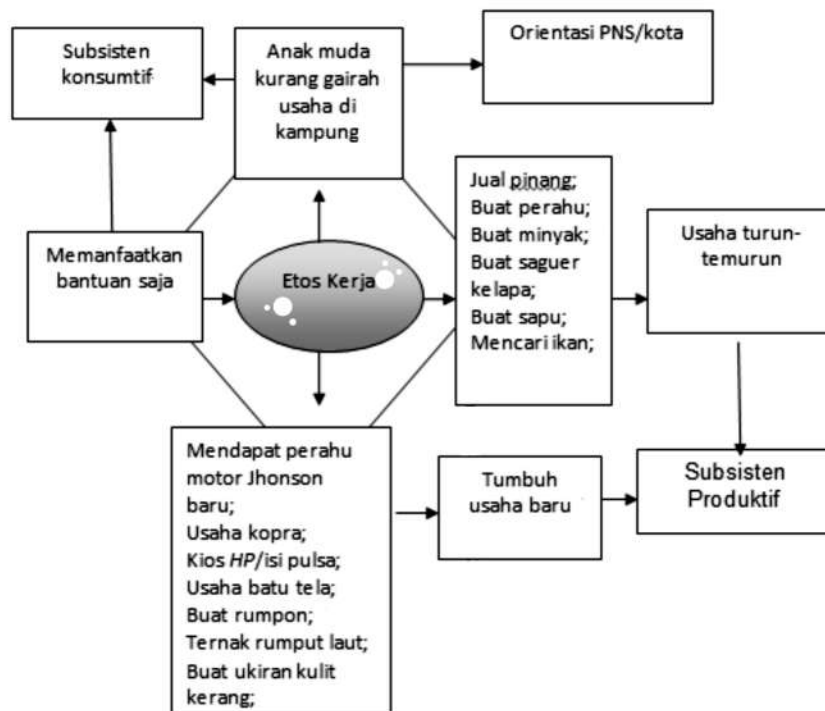 Subsisten
konsumtif
Anak muda
kurang gairah
usaha di
kampung
Orientasi PNS/kota
Memanfaatkan
bantuan saja
Etos Kerja
Jual pinang;
Buat perahu;
Buat minyak;
Buat saguer
kelapa;
Buat sapu;
Mencari ikan;
Usaha turun-
temurun
Mendapat perahu
motor Jhonson
baru;
Usaha kopra;
Kios HP/isi pulsa;
Usaha batu tela;
Buat rumpon;
Ternak rumput laut;
Buat ukiran kulit
kerang;
Tumbuh
usaha baru
Subsisten
Produktif